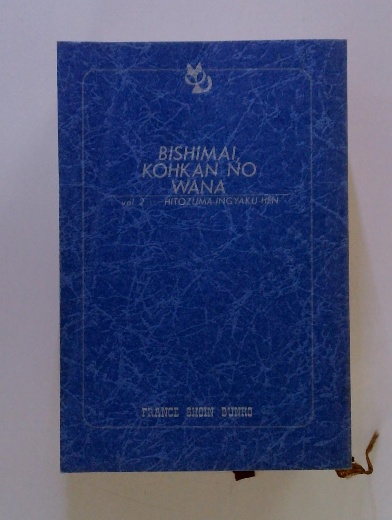 BISHIMAI,
KOHKAN NO
WANA
vol. 2 HITOZUMA INGYAKU HEN
FRANCE SHOIN BUNKO